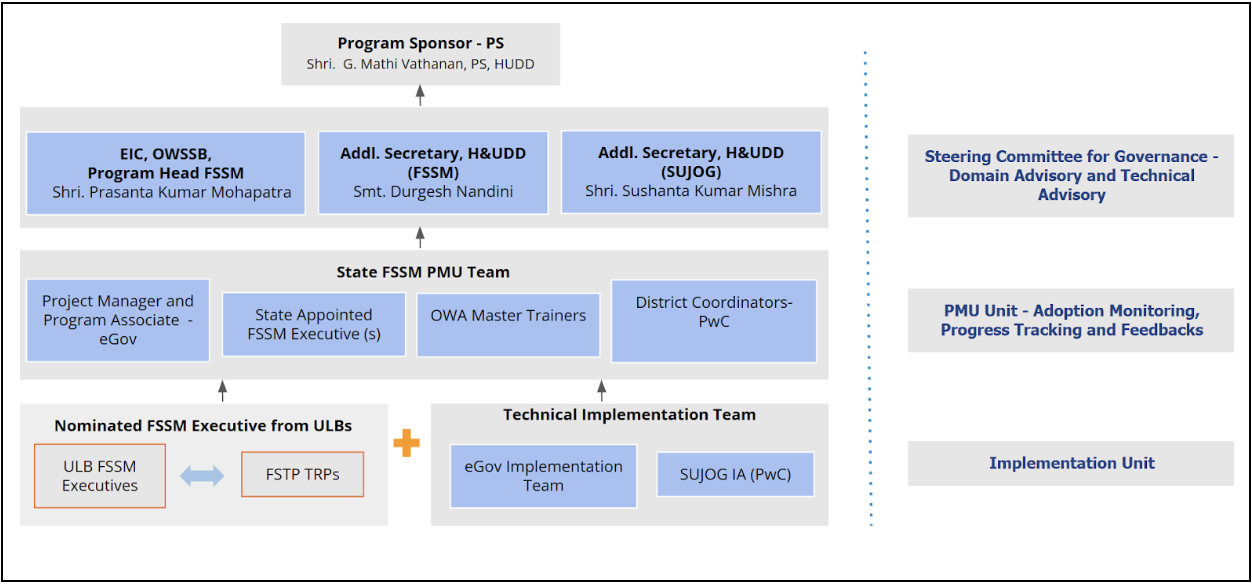 Program Sponsor - PS
Shri.  G. Mathi Vathanan, PS, HUDD
EIC, OWSSB,
Program Head FSSM
Shri. Prasanta Kumar Mohapatra
Addl. Secretary, H&UDD
(FSSM)
Smt. Durgesh Nandini
Addl. Secretary, H&UDD
(SUJOG)
Shri. Sushanta Kumar Mishra
Steering Committee for Governance -
Domain Advisory and Technical
Advisory
State FSSM PMU Team
Project Manager and
Program Associate  -
eGov
State Appointed
FSSM Executive (s)
OWA Master Trainers
District Coordinators-
PwC
PMU Unit - Adoption Monitoring,
Progress Tracking and Feedbacks
Nominated FSSM Executive from ULBs
ULB FSSM
Executives
FSTP TRPs
Technical Implementation Team
eGov Implementation
Team
SUJOG IA (PwC)
Implementation Unit